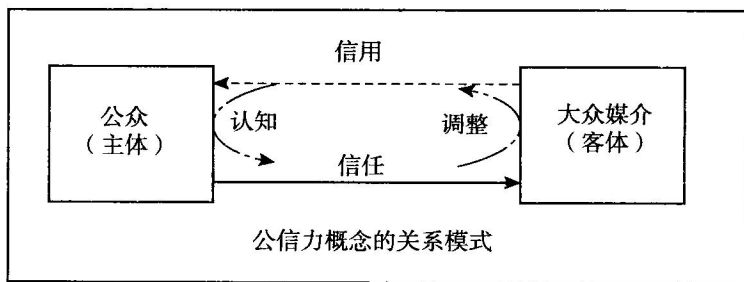 信用
公众
（主体）
认知
调整
大众媒介
（客体）
信任
公信力概念的关系模式